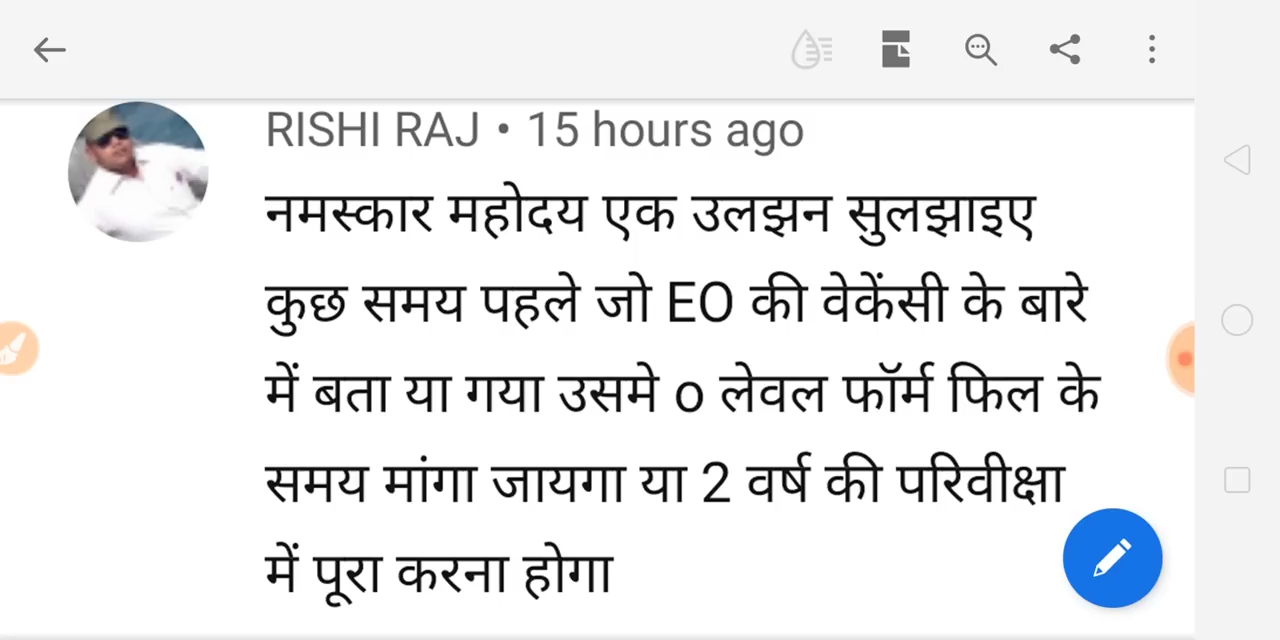 RISHI RAJ • 15 hours ago
नमस्कार महोदय एक उलझन सुलझाइए
कुछ समय पहले जो EO की वेकेंसी के बारे
में बता या गया उसमे o लेवल फॉर्म फिल के
समय मांगा जायगा या 2 वर्ष की परिवीक्षा
में पूरा करना होगा